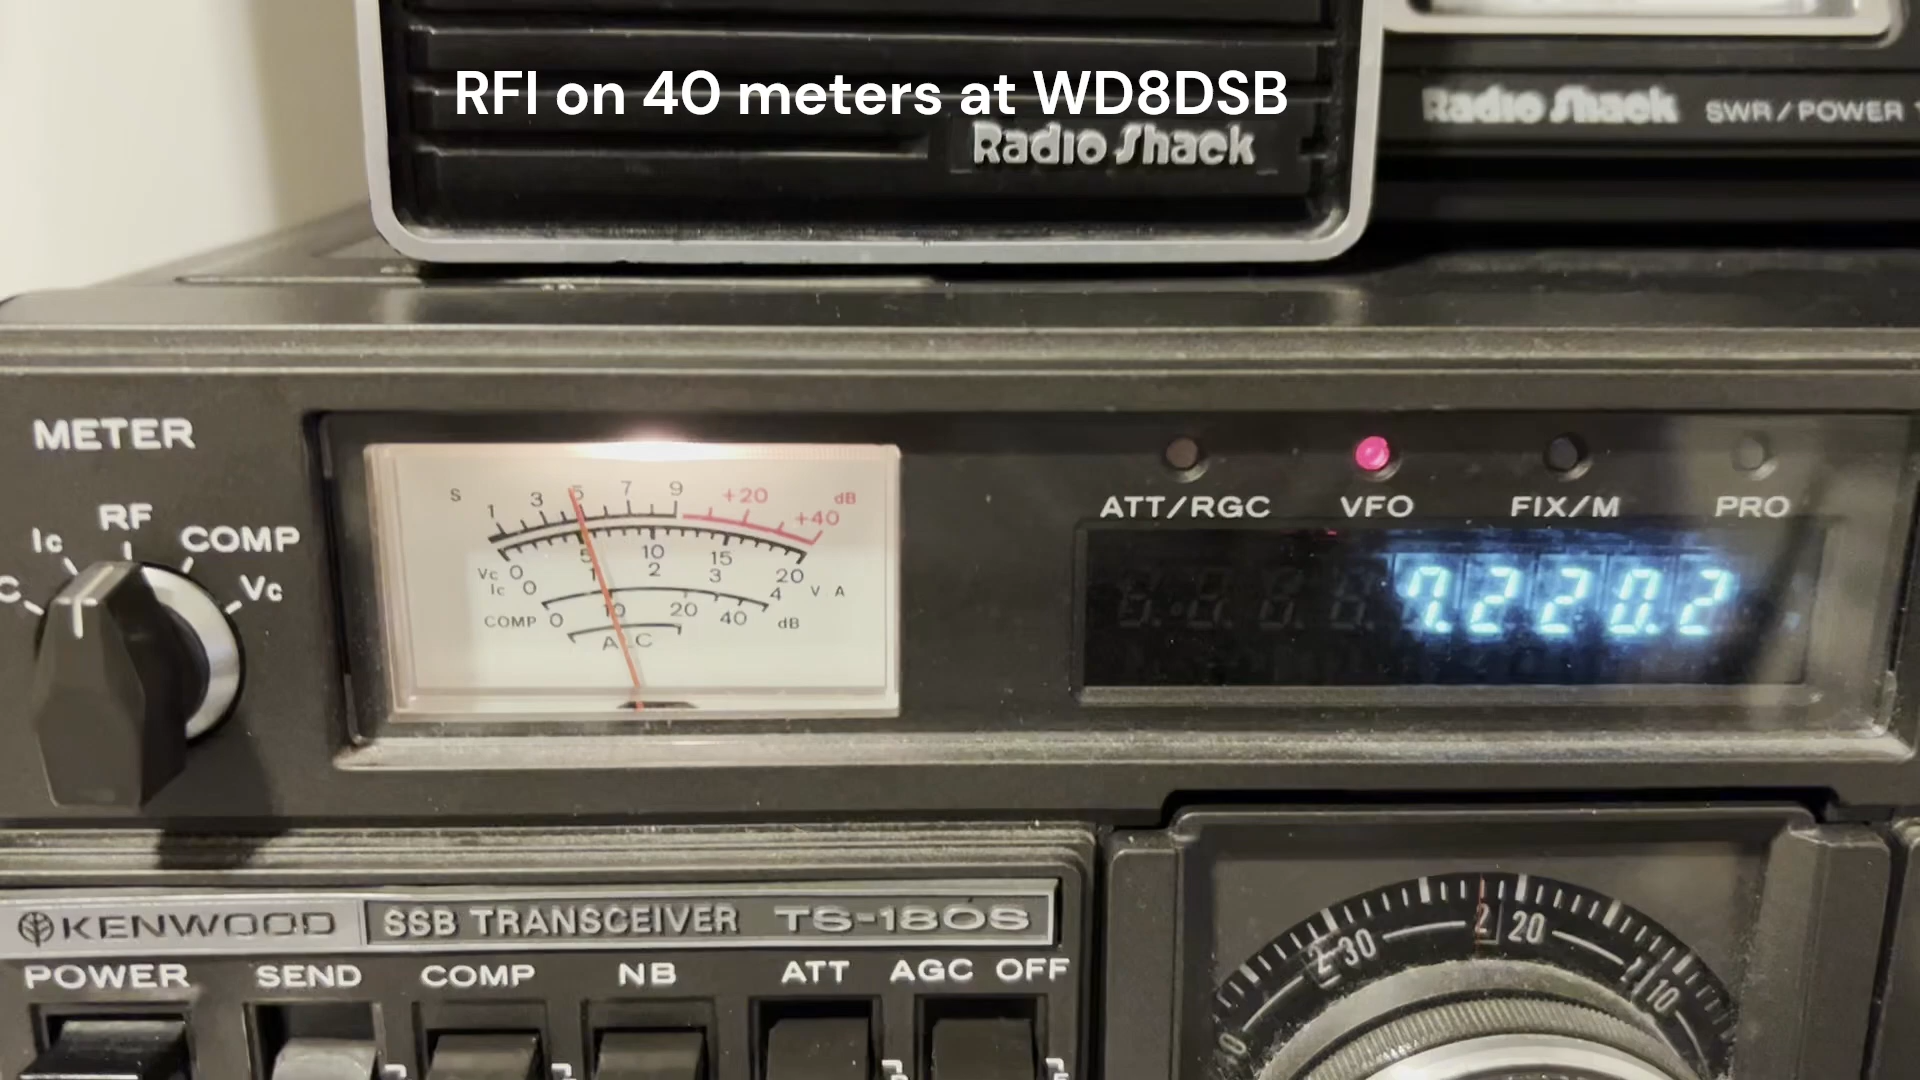 RFI on 40 meters at WD8DSB
Radio Shack
Radio Shack SWR/POWER
METER
RF
Ic
COMP
C
Vc
S 1 3 5 7 9 +20 +40 dB
5 10 15 20 V
Vc 0
Ic 0 1 2 3 4 A
COMP 0 10 20 40 dB
ALC
ATT/RGC VFO FIX/M PRO
7.220.2
KENWOOD SSB TRANSCEIVER TS-180S
POWER SEND COMP NB ATT AGC OFF
30 2 20 10